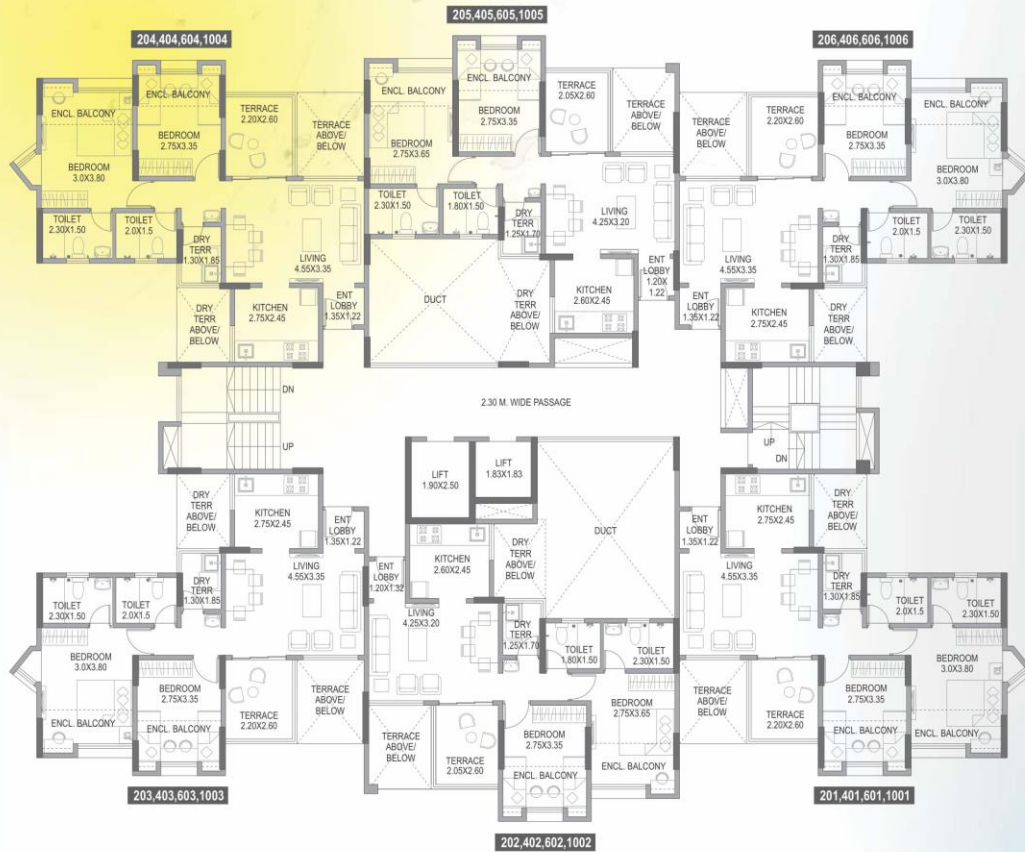 205,405,605,1005
204,404,604,1004
206,406,606,1006
ENCL. BALCONY
BEDROOM
3.0X3.80
TOILET
2.30X1.50
TOILET
2.0X1.5
ENCL. BALCONY
BEDROOM
2.75X3.35
TERRACE
2.20X2.60
TERRACE
ABOVE/
BELOW
DRY
TERR
1.30X1.85
LIVING
4.55X3.35
DRY
TERR
ABOVE/
BELOW
KITCHEN
2.75X2.45
ENT
LOBBY
1.35X1.22
ENCL. BALCONY
BEDROOM
2.75X3.65
ENCL. BALCONY
BEDROOM
2.75X3.35
TERRACE
2.05X2.60
TERRACE
ABOVE/
BELOW
TOILET
2.30X1.50
TOILET
1.80X1.50
DRY
TERR
1.25X1.70
LIVING
4.25X3.20
DUCT
DRY
TERR
ABOVE/
BELOW
KITCHEN
2.60X2.45
ENT
LOBBY
1.20X
1.22
TERRACE
ABOVE/
BELOW
TERRACE
2.20X2.60
ENCL. BALCONY
BEDROOM
2.75X3.35
ENCL. BALCONY
BEDROOM
3.0X3.80
TOILET
2.0X1.5
TOILET
2.30X1.50
LIVING
4.55X3.35
DRY
TERR
1.30X1.85
ENT
LOBBY
1.35X1.22
KITCHEN
2.75X2.45
DRY
TERR
ABOVE/
BELOW
DN
UP
2.30 M. WIDE PASSAGE
UP
DN
LIFT
1.90X2.50
LIFT
1.83X1.83
DRY
TERR
ABOVE/
BELOW
KITCHEN
2.75X2.45
ENT
LOBBY
1.35X1.22
DRY
TERR
1.30X1.85
LIVING
4.55X3.35
TOILET
2.30X1.50
TOILET
2.0X1.5
BEDROOM
3.0X3.80
ENCL. BALCONY
BEDROOM
2.75X3.35
ENCL. BALCONY
TERRACE
2.20X2.60
TERRACE
ABOVE/
BELOW
ENT
LOBBY
1.20X1.32
KITCHEN
2.60X2.45
DRY
TERR
ABOVE/
BELOW
DUCT
LIVING
4.25X3.20
DRY
TERR
1.25X1.70
TOILET
1.80X1.50
TOILET
2.30X1.50
TERRACE
ABOVE/
BELOW
TERRACE
2.05X2.60
BEDROOM
2.75X3.35
ENCL. BALCONY
BEDROOM
2.75X3.65
ENCL. BALCONY
ENT
LOBBY
1.35X1.22
KITCHEN
2.75X2.45
DRY
TERR
ABOVE/
BELOW
LIVING
4.55X3.35
DRY
TERR
1.30X1.85
TOILET
2.0X1.5
TOILET
2.30X1.50
TERRACE
ABOVE/
BELOW
TERRACE
2.20X2.60
BEDROOM
2.75X3.35
ENCL. BALCONY
BEDROOM
3.0X3.80
ENCL. BALCONY
203,403,603,1003
201,401,601,1001
202,402,602,1002